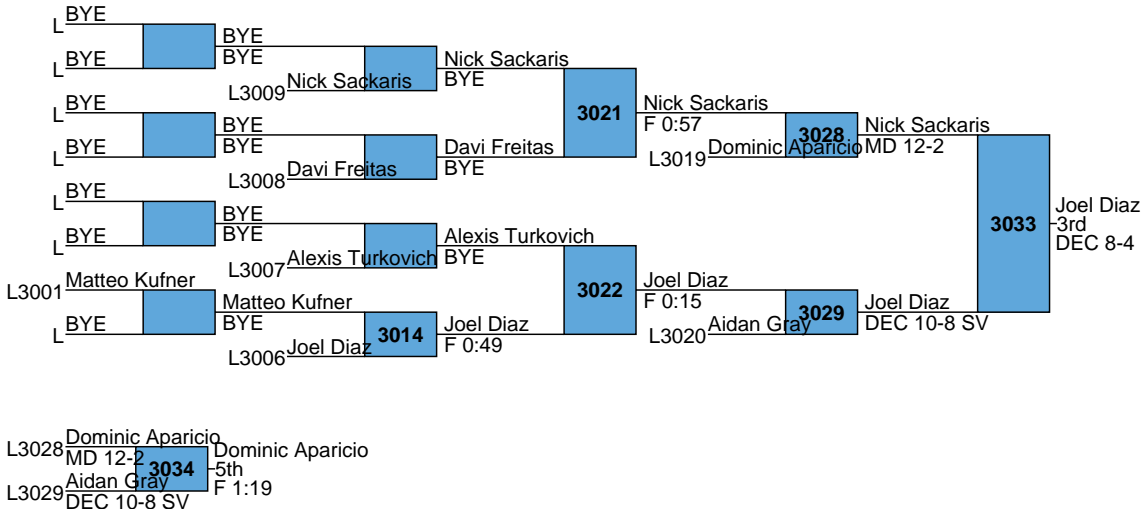 BYE
L
BYE
BYE
L
BYE
Nick Sackaris
L3009
Nick Sackaris
BYE
BYE
L
BYE
BYE
L
BYE
Davi Freitas
L3008
Davi Freitas
BYE
3021
Nick Sackaris
F 0:57
L3019
Dominic Aparicio
3028
Nick Sackaris
MD 12-2
BYE
L
BYE
BYE
L
BYE
Alexis Turkovich
L3007
Alexis Turkovich
BYE
Matteo Kufner
L3001
BYE
L
Matteo Kufner
BYE
Joel Diaz
L3006
3014
Joel Diaz
F 0:49
3022
Joel Diaz
F 0:15
Aidan Gray
L3020
3029
Joel Diaz
DEC 10-8 SV
3033
Joel Diaz
3rd
DEC 8-4
L3028
Dominic Aparicio
MD 12-2
L3029
Aidan Gray
DEC 10-8 SV
3034
Dominic Aparicio
5th
F 1:19